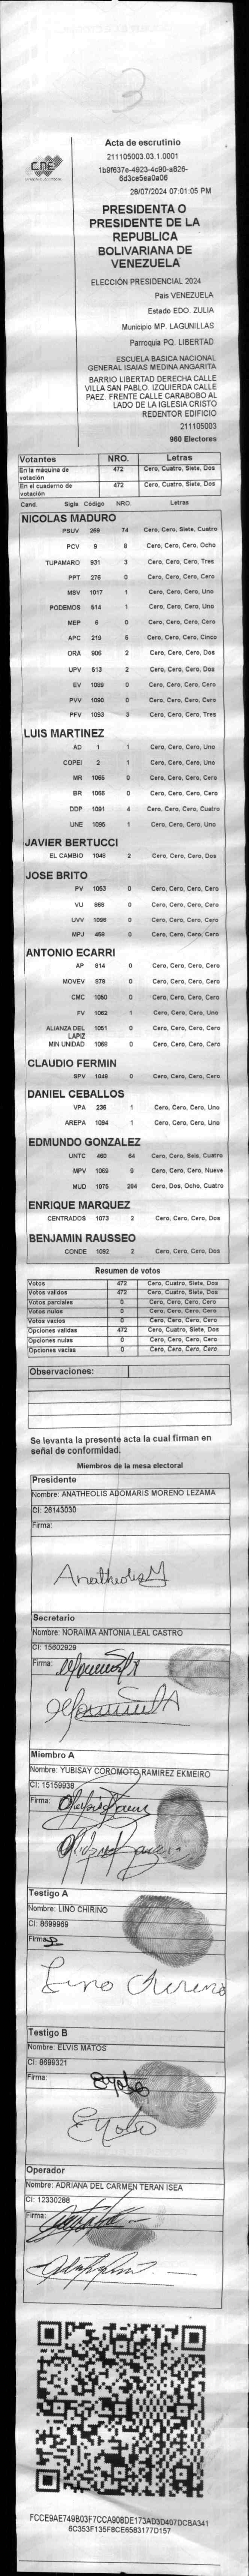 3
CNE
Acta de escrutinio
211105003.03.1.0001
1b9f637e-4923-4c90-a826-
6d3ce5ea0a06
28/07/2024 07:01:05 PM
PRESIDENTA O
PRESIDENTE DE LA
REPUBLICA
BOLIVARIANA DE
VENEZUELA
ELECCIÓN PRESIDENCIAL 2024
Pais VENEZUELA
Estado EDO. ZULIA
Municipio MP. LAGUNILLAS
Parroquia PQ. LIBERTAD
ESCUELA BASICA NACIONAL
GENERAL ISAIAS MEDINA ANGARITA
BARRIO LIBERTAD DERECHA CALLE
VILLA SAN PABLO. IZQUIERDA CALLE
PAEZ. FRENTE CALLE CARABOBO AL
LADO DE LA IGLESIA CRISTO
REDENTOR EDIFICIO
211105003
960 Electores
Votantes NRO. Letras
En la máquina de votación 472 Cero, Cuatro, Siete, Dos
En el cuaderno de votación 472 Cero, Cuatro, Siete, Dos
Cand. Sigla Código NRO. Letras
NICOLAS MADURO
PSUV 269 74 Cero, Cero, Siete, Cuatro
PCV 9 8 Cero, Cero, Cero, Ocho
TUPAMARO 931 3 Cero, Cero, Cero, Tres
PPT 276 0 Cero, Cero, Cero, Cero
MSV 1017 1 Cero, Cero, Cero, Uno
PODEMOS 514 1 Cero, Cero, Cero, Uno
MEP 6 0 Cero, Cero, Cero, Cero
APC 219 5 Cero, Cero, Cero, Cinco
ORA 906 2 Cero, Cero, Cero, Dos
UPV 513 2 Cero, Cero, Cero, Dos
EV 1089 0 Cero, Cero, Cero, Cero
PVV 1090 0 Cero, Cero, Cero, Cero
PFV 1093 3 Cero, Cero, Cero, Tres
LUIS MARTINEZ
AD 1 1 Cero, Cero, Cero, Uno
COPEI 2 1 Cero, Cero, Cero, Uno
MR 1065 0 Cero, Cero, Cero, Cero
BR 1066 0 Cero, Cero, Cero, Cero
DDP 1091 4 Cero, Cero, Cero, Cuatro
UNE 1095 1 Cero, Cero, Cero, Uno
JAVIER BERTUCCI
EL CAMBIO 1048 2 Cero, Cero, Cero, Dos
JOSE BRITO
PV 1053 0 Cero, Cero, Cero, Cero
VU 868 0 Cero, Cero, Cero, Cero
UVV 1096 0 Cero, Cero, Cero, Cero
MPJ 458 0 Cero, Cero, Cero, Cero
ANTONIO ECARRI
AP 914 0 Cero, Cero, Cero, Cero
MOVEV 979 0 Cero, Cero, Cero, Cero
CMC 1050 0 Cero, Cero, Cero, Cero
FV 1082 1 Cero, Cero, Cero, Uno
ALIANZA DEL LAPIZ 1051 0 Cero, Cero, Cero, Cero
MIN UNIDAD 1058 0 Cero, Cero, Cero, Cero
CLAUDIO FERMIN
SPV 1049 0 Cero, Cero, Cero, Cero
DANIEL CEBALLOS
VPA 236 1 Cero, Cero, Cero, Uno
AREPA 1094 1 Cero, Cero, Cero, Uno
EDMUNDO GONZALEZ
UNTC 460 64 Cero, Cero, Seis, Cuatro
MPV 1069 9 Cero, Cero, Cero, Nueve
MUD 1075 284 Cero, Dos, Ocho, Cuatro
ENRIQUE MARQUEZ
CENTRADOS 1073 2 Cero, Cero, Cero, Dos
BENJAMIN RAUSSEO
CONDE 1092 2 Cero, Cero, Cero, Dos
Resumen de votos
Votos 472 Cero, Cuatro, Siete, Dos
Votos validos 472 Cero, Cuatro, Siete, Dos
Votos parciales 0 Cero, Cero, Cero, Cero
Votos nulos 0 Cero, Cero, Cero, Cero
Votos vacios 0 Cero, Cero, Cero, Cero
Opciones validas 472 Cero, Cuatro, Siete, Dos
Opciones nulas 0 Cero, Cero, Cero, Cero
Opciones vacias 0 Cero, Cero, Cero, Cero
Observaciones:
Se levanta la presente acta la cual firman en
señal de conformidad.
Miembros de la mesa electoral
Presidente
Nombre: ANATHEOLIS ADOMARIS MORENO LEZAMA
CI: 26143030
Firma:
AnatheolisM
Secretario
Nombre: NORAIMA ANTONIA LEAL CASTRO
CI: 15602929
Firma:
Miembro A
Nombre: YUBISAY COROMOTO RAMIREZ EKMEIRO
CI: 15159938
Firma:
Testigo A
Nombre: LINO CHIRINO
CI: 8699969
Firma:
Lino Chirino
Testigo B
Nombre: ELVIS MATOS
CI: 8699321
Firma:
Operador
Nombre: ADRIANA DEL CARMEN TERAN ISEA
CI: 12330288
Firma:
FCCE9AE749B03F7CCA908DE173AD3D407DC8A341
6C353F135F8CE6583177D157